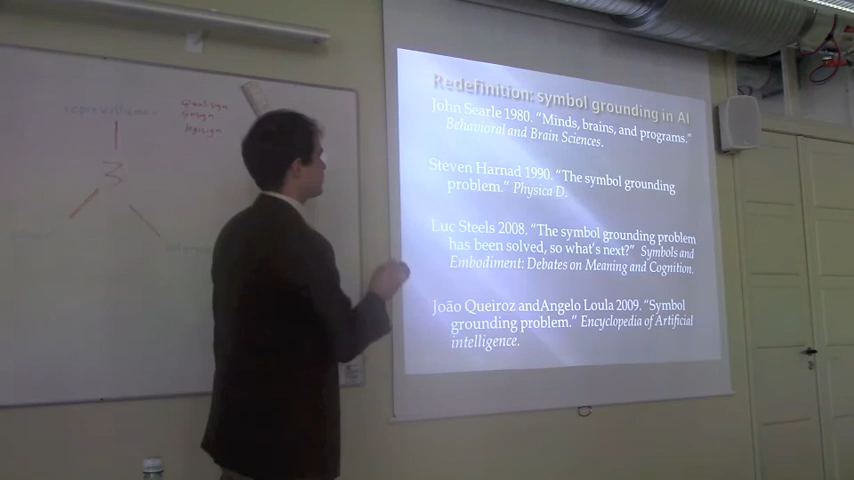 Redefinition: symbol grounding in AI
John Searle 1980. “Minds, brains, and programs.”
Behavioral and Brain Sciences.
Steven Harnad 1990. “The symbol grounding
problem.” Physica D.
Luc Steels 2008. “The symbol grounding problem
has been solved, so what’s next?” Symbols and
Embodiment: Debates on Meaning and Cognition.
João Queiroz andAngelo Loula 2009. “Symbol
grounding problem.” Encyclopedia of Artificial
intelligence.
Qualisign
Sinsign
legisign